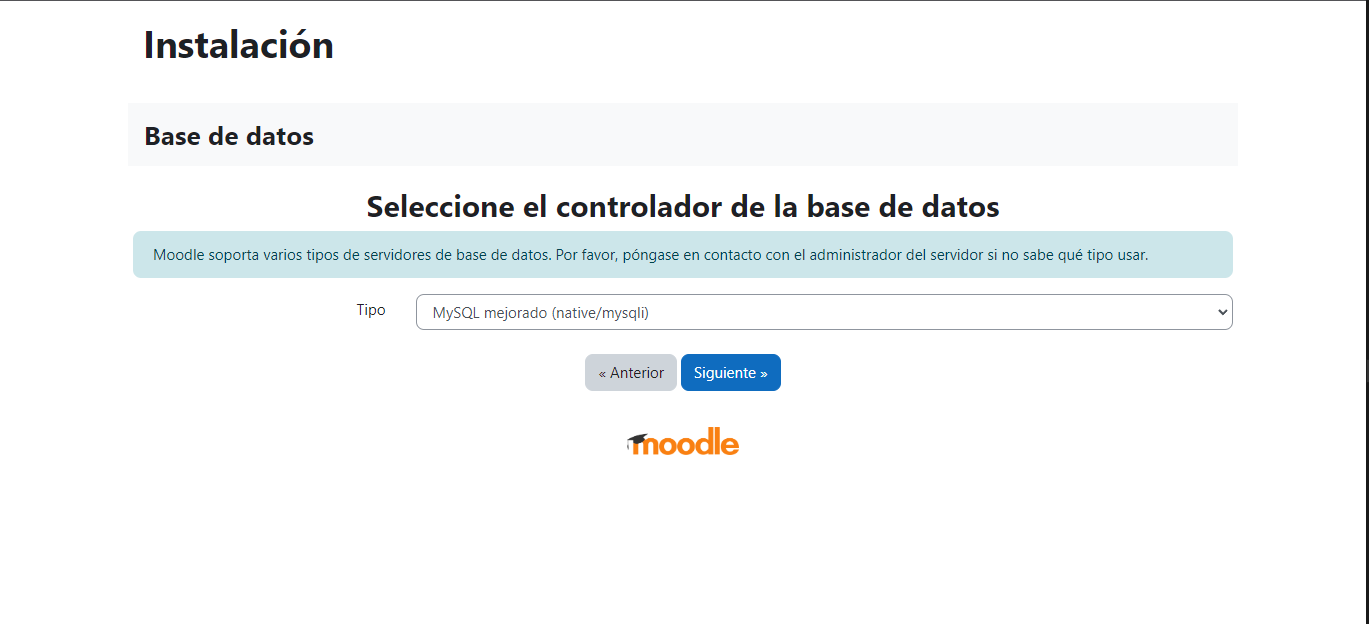 Instalación
Base de datos
Seleccione el controlador de la base de datos
Moodle soporta varios tipos de servidores de base de datos. Por favor, póngase en contacto con el administrador del servidor si no sabe qué tipo usar.
Tipo
MySQL mejorado (native/mysqli)
« Anterior
Siguiente »
moodle